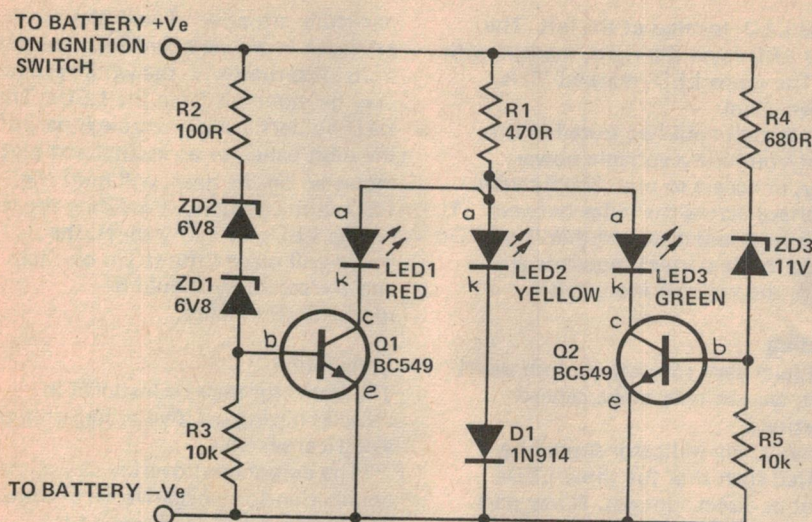 TO BATTERY +Ve
ON IGNITION
SWITCH
R2
100R
R1
470R
R4
680R
ZD2
6V8
ZD1
6V8
a
k
LED1
RED
a
k
LED2
YELLOW
a
k
LED3
GREEN
ZD3
11V
b
c
e
Q1
BC549
c
b
e
Q2
BC549
R3
10k
D1
1N914
R5
10k
TO BATTERY −Ve